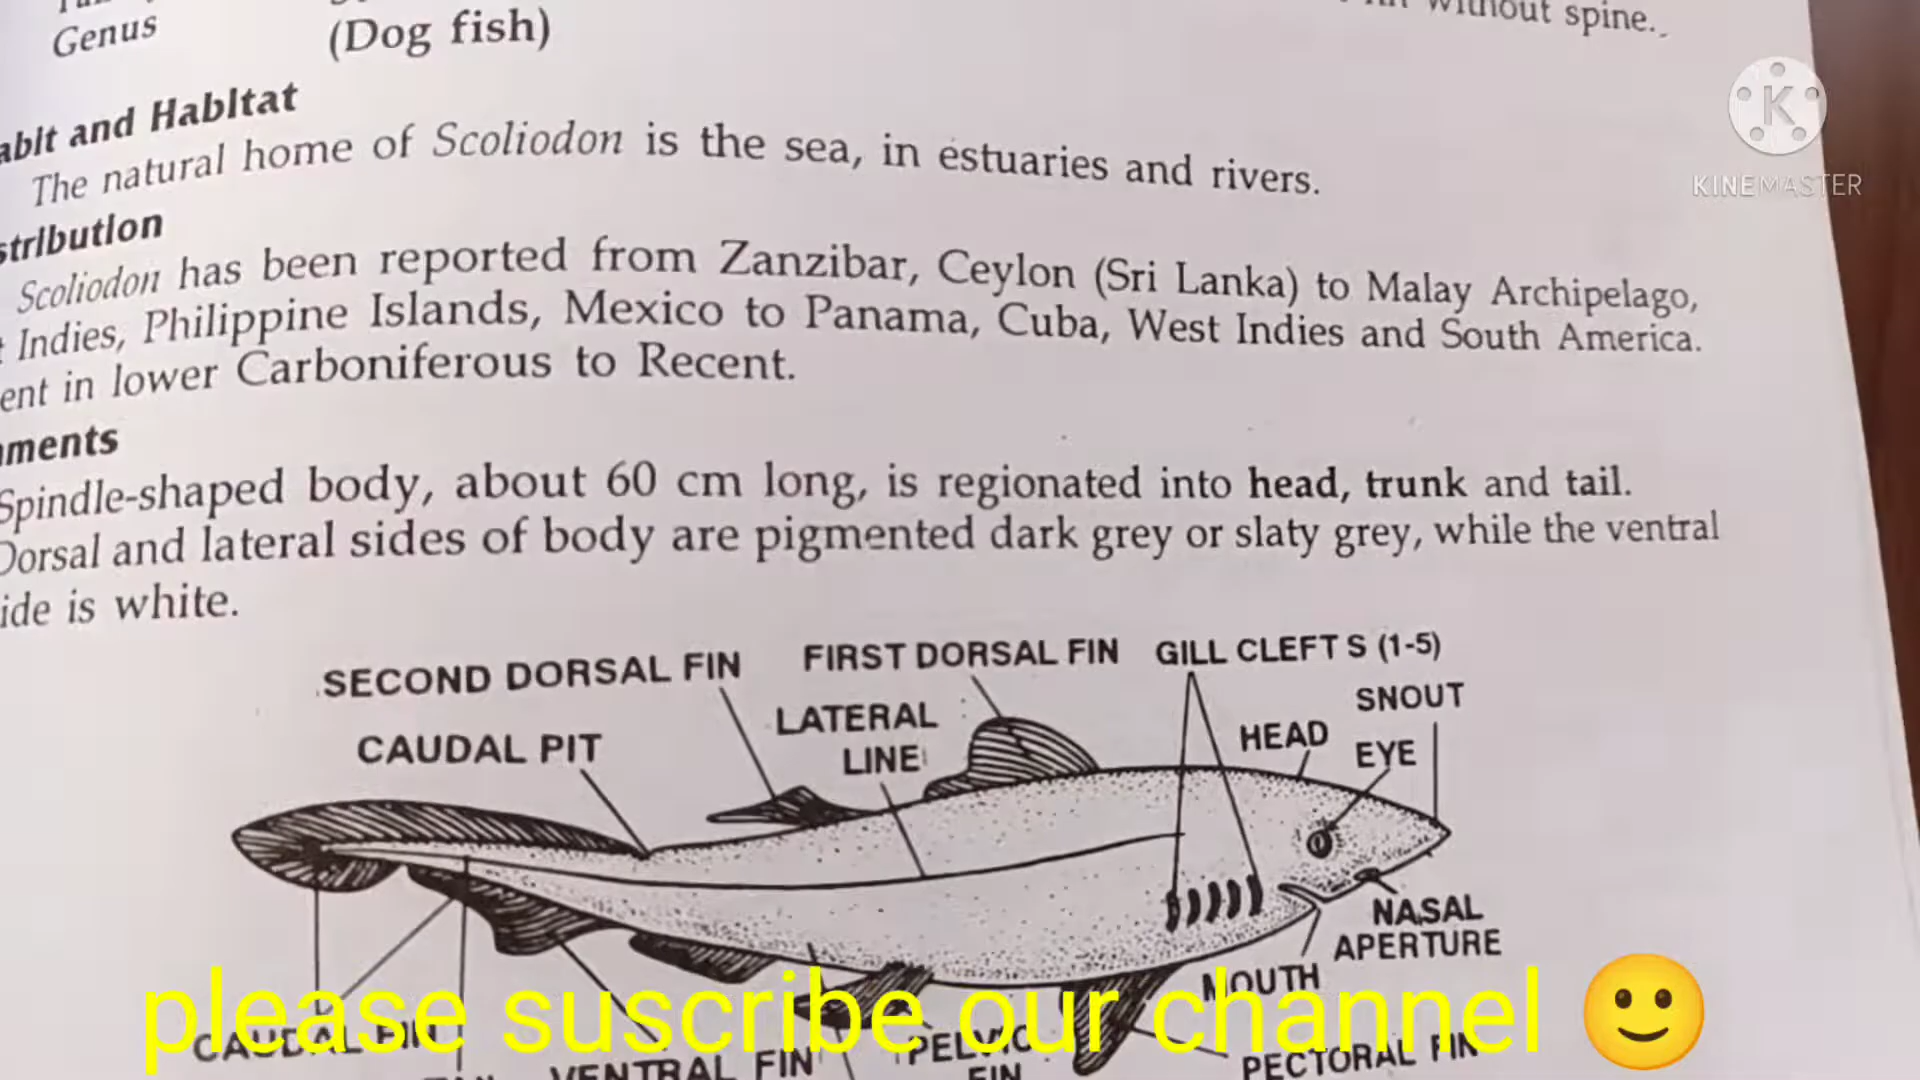 Genus
(Dog fish)
without spine.
abit and Habitat
The natural home of Scoliodon is the sea, in estuaries and rivers.
stribution
Scoliodon has been reported from Zanzibar, Ceylon (Sri Lanka) to Malay Archipelago,
Indies, Philippine Islands, Mexico to Panama, Cuba, West Indies and South America.
ent in lower Carboniferous to Recent.
ments
Spindle-shaped body, about 60 cm long, is regionated into head, trunk and tail.
Dorsal and lateral sides of body are pigmented dark grey or slaty grey, while the ventral
ide is white.
SECOND DORSAL FIN
FIRST DORSAL FIN
GILL CLEFTS (1-5)
SNOUT
CAUDAL PIT
LATERAL
LINE
HEAD
EYE
NASAL
APERTURE
MOUTH
CAUDAL FIN
VENTRAL FIN
PELVIC
FIN
PECTORAL FIN
please suscribe our channel 🙂
KINEMASTER